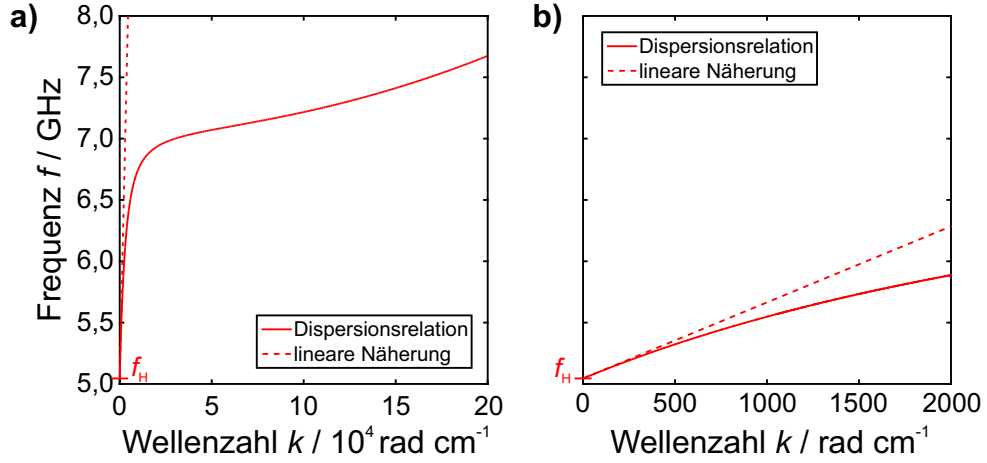 a)
Frequenz f / GHz
8,0
7,5
7,0
6,5
6,0
5,5
5,0
fH
Dispersionsrelation
lineare Näherung
0
5
10
15
20
Wellenzahl k / 10⁴ rad cm⁻¹
b)
Dispersionsrelation
lineare Näherung
fH
0
500
1000
1500
2000
Wellenzahl k / rad cm⁻¹